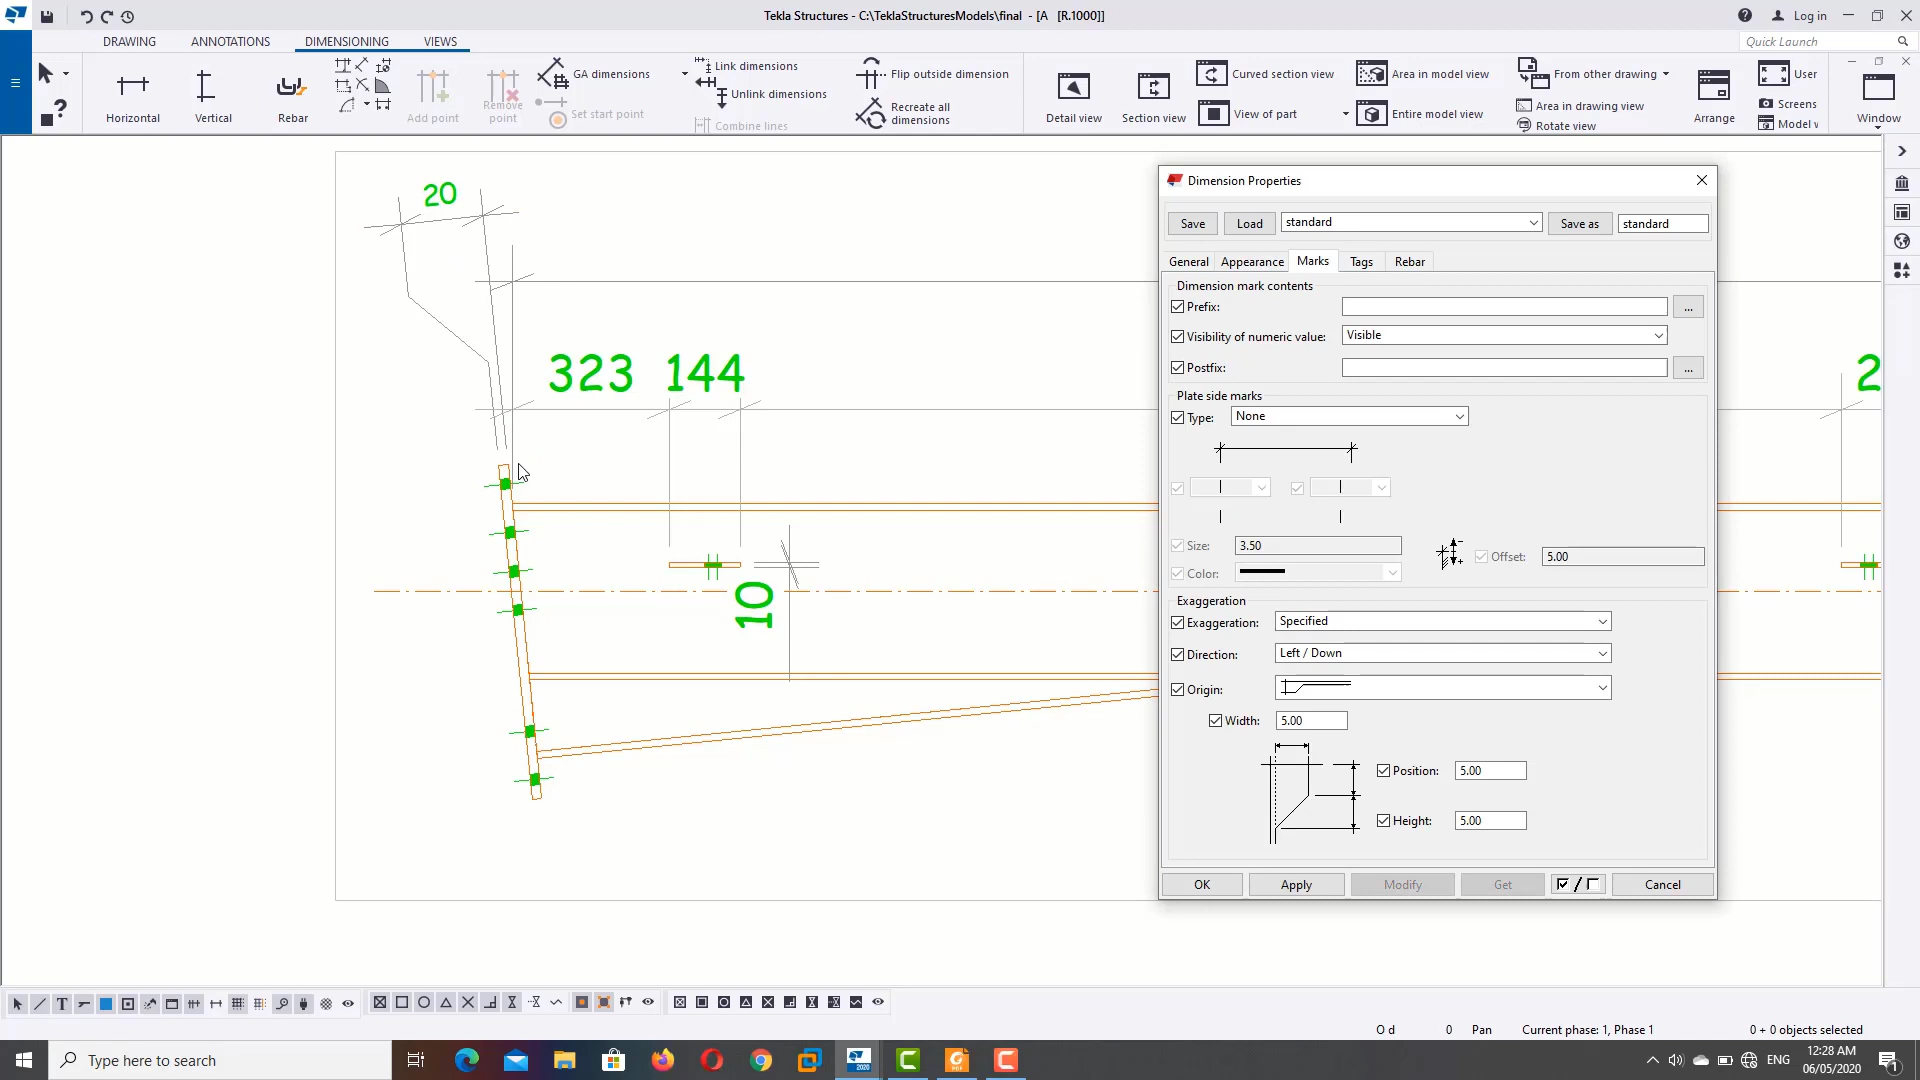 Tekla Structures - C:\TeklaStructuresModels\final - [A [R.1000]]
Log in
DRAWING ANNOTATIONS DIMENSIONING VIEWS
Quick Launch
Horizontal
Vertical
Rebar
Add point
Remove point
GA dimensions
Set start point
Link dimensions
Unlink dimensions
Combine lines
Flip outside dimension
Recreate all dimensions
Detail view
Section view
Curved section view
View of part
Area in model view
Entire model view
From other drawing
Area in drawing view
Rotate view
Arrange
User
Screens
Model v
Window
20
323 144
10
2
Dimension Properties
Save Load standard Save as standard
General Appearance Marks Tags Rebar
Dimension mark contents
Prefix: ...
Visibility of numeric value: Visible
Postfix: ...
Plate side marks
Type: None
Size: 3.50
Offset: 5.00
Color:
Exaggeration
Exaggeration: Specified
Direction: Left / Down
Origin:
Width: 5.00
Position: 5.00
Height: 5.00
OK Apply Modify Get / Cancel
O d 0 Pan Current phase: 1, Phase 1 0 + 0 objects selected
Type here to search
2020
PDF
ENG
12:28 AM
06/05/2020
1